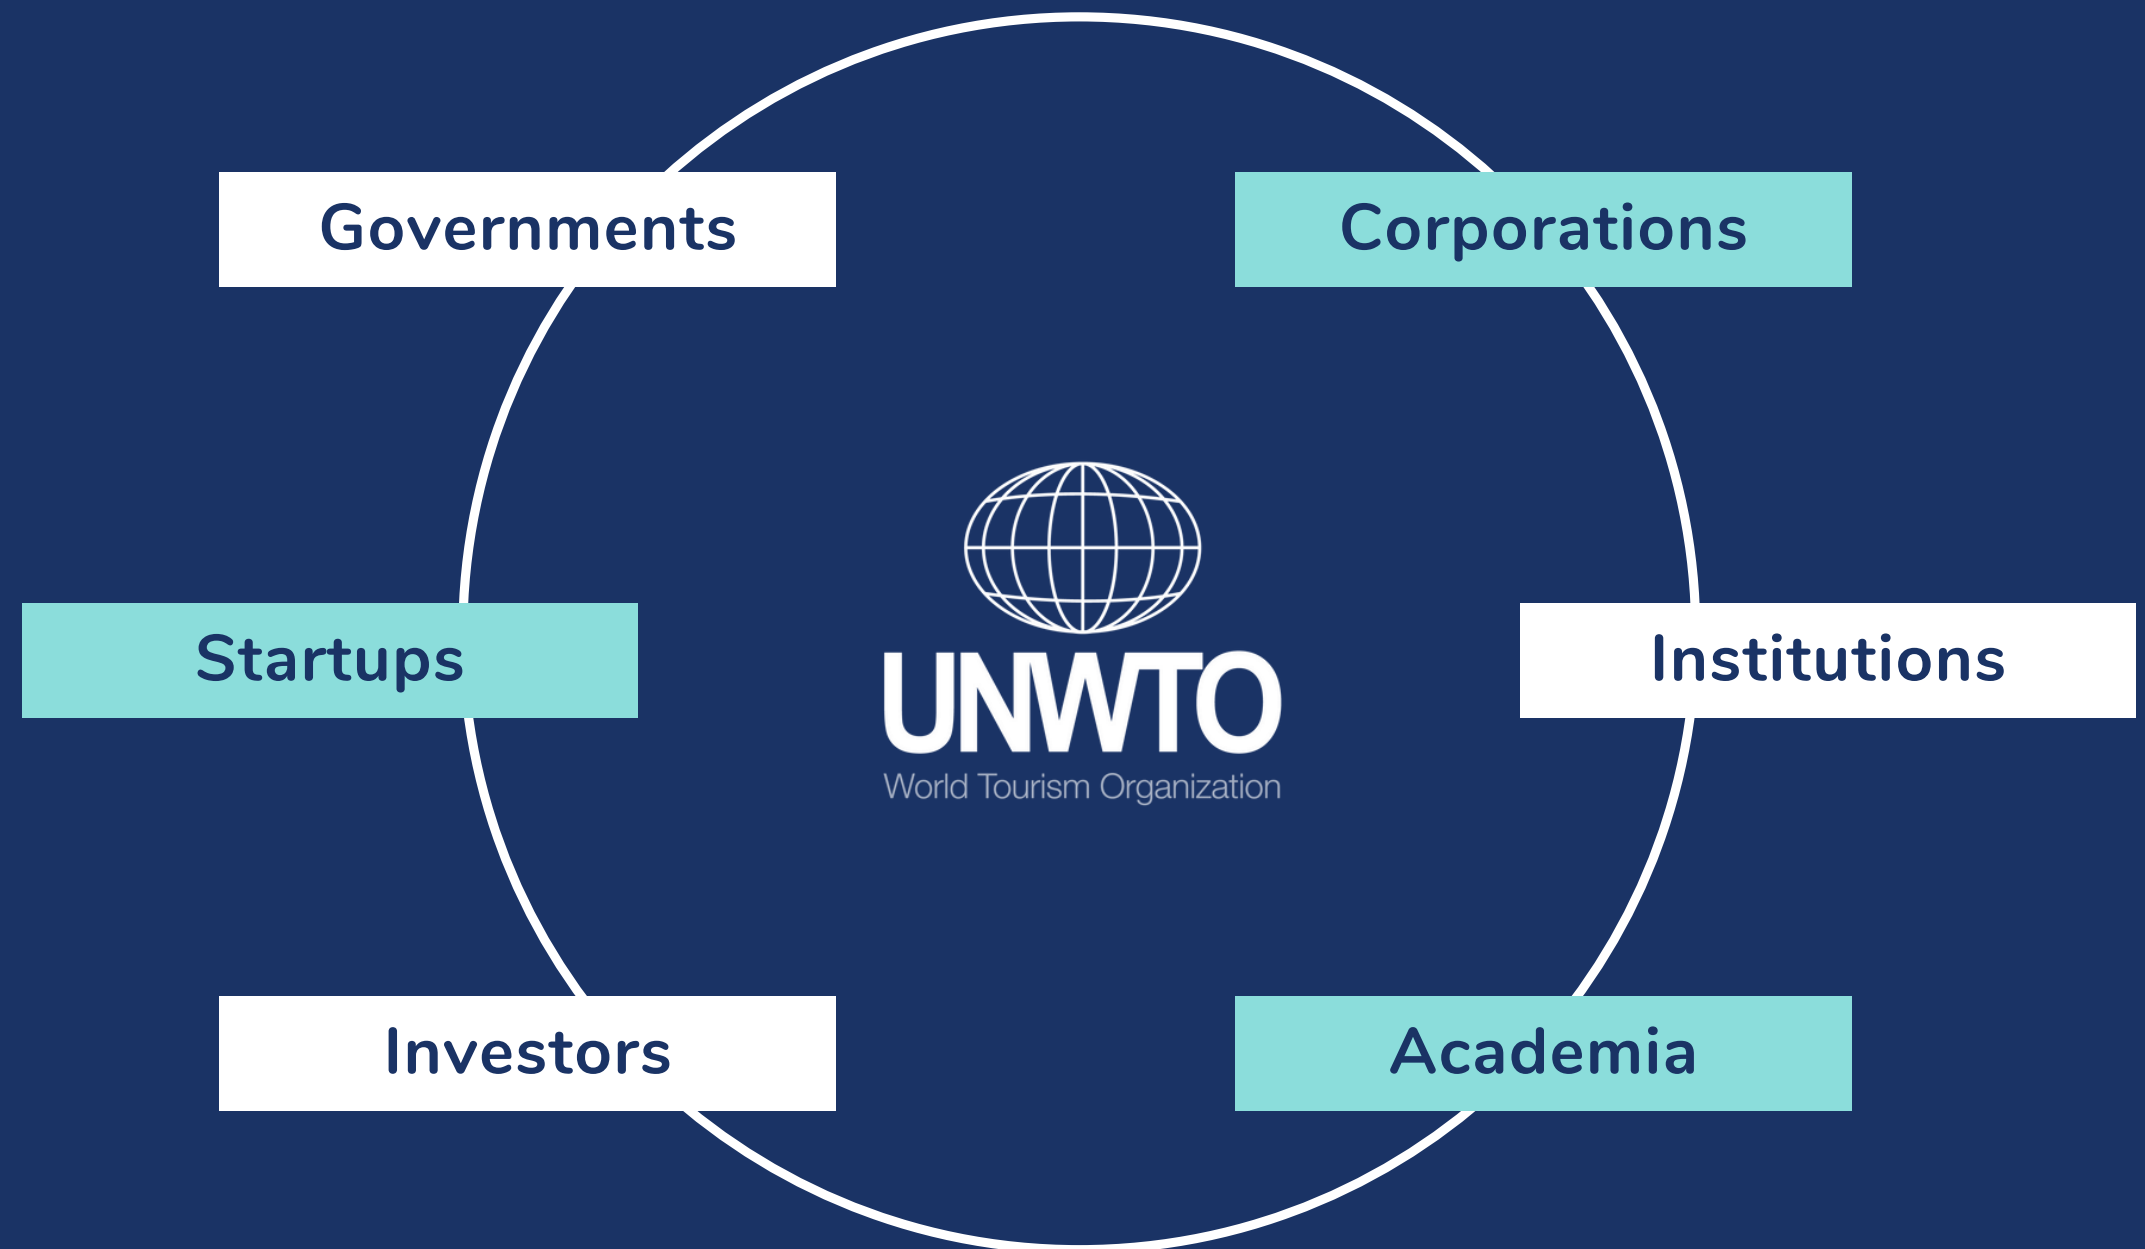 Governments
Corporations
Startups
UNWTO
World Tourism Organization
Institutions
Investors
Academia